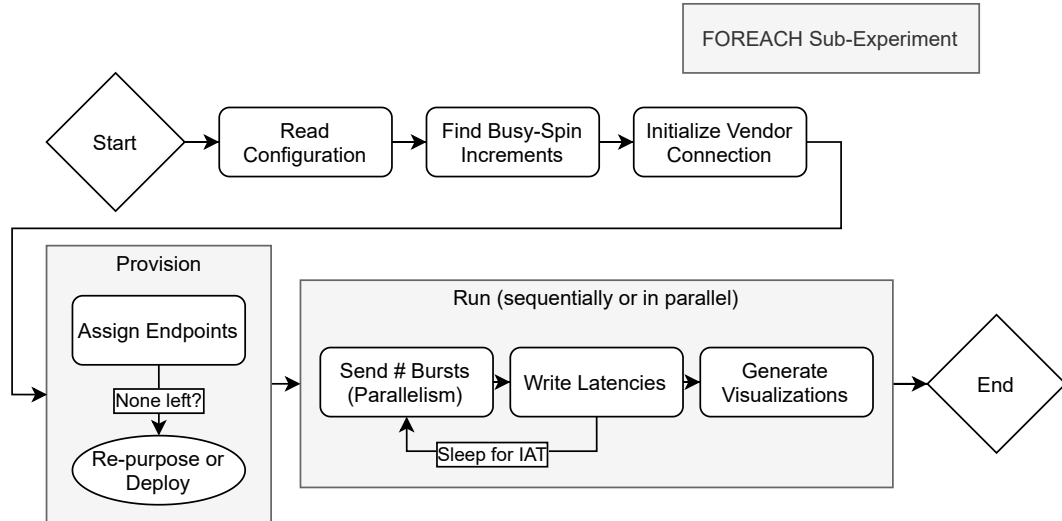 FOREACH Sub-Experiment
Start
Read
Configuration
Find Busy-Spin
Increments
Initialize Vendor
Connection
Provision
Assign Endpoints
None left?
Re-purpose or
Deploy
Run (sequentially or in parallel)
Send # Bursts
(Parallelism)
Write Latencies
Generate
Visualizations
Sleep for IAT
End